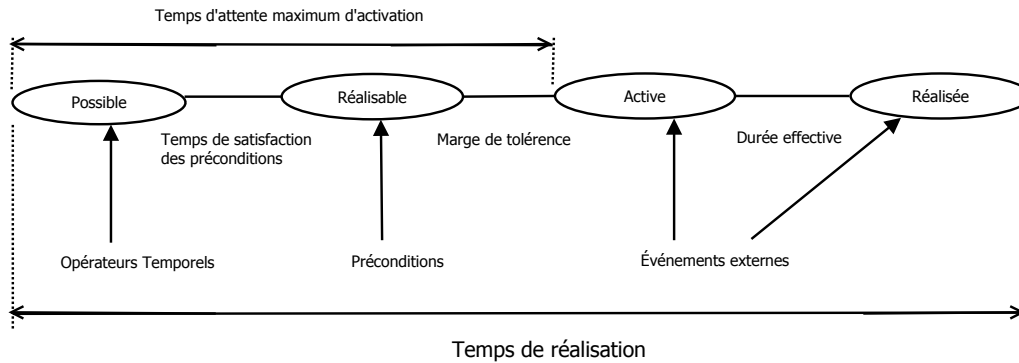 Temps d'attente maximum d'activation
Possible
Réalisable
Active
Réalisée
Temps de satisfaction
des préconditions
Marge de tolérence
Durée effective
Opérateurs Temporels
Préconditions
Événements externes
Temps de réalisation